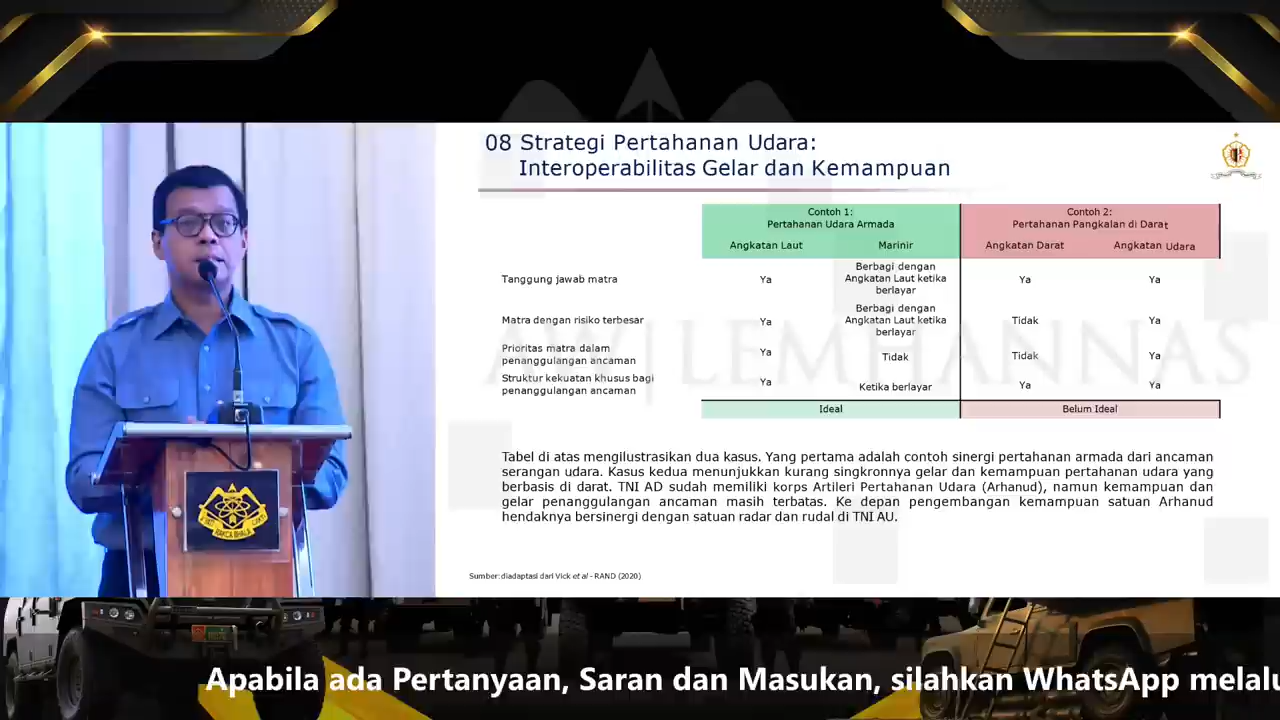 08 Strategi Pertahanan Udara:
Interoperabilitas Gelar dan Kemampuan
Contoh 1:
Pertahanan Udara Armada
Contoh 2:
Pertahanan Pangkalan di Darat
Angkatan Laut
Marinir
Angkatan Darat
Angkatan Udara
Tanggung jawab matra
Ya
Berbagi dengan
Angkatan Laut ketika
berlayar
Ya
Ya
Matra dengan risiko terbesar
Ya
Berbagi dengan
Angkatan Laut ketika
berlayar
Tidak
Ya
Prioritas matra dalam
penanggulangan ancaman
Ya
Tidak
Tidak
Ya
Struktur kekuatan khusus bagi
penanggulangan ancaman
Ya
Ketika berlayar
Ya
Ya
Ideal
Belum Ideal
LEMHANNAS
Tabel di atas mengilustrasikan dua kasus. Yang pertama adalah contoh sinergi pertahanan armada dari ancaman
serangan udara. Kasus kedua menunjukkan kurang singkronnya gelar dan kemampuan pertahanan udara yang
berbasis di darat. TNI AD sudah memiliki korps Artileri Pertahanan Udara (Arhanud), namun kemampuan dan
gelar penanggulangan ancaman masih terbatas. Ke depan pengembangan kemampuan satuan Arhanud
hendaknya bersinergi dengan satuan radar dan rudal di TNI AU.
Sumber: diadaptasi dari Vick et al - RAND (2020)
Apabila ada Pertanyaan, Saran dan Masukan, silahkan WhatsApp melalu